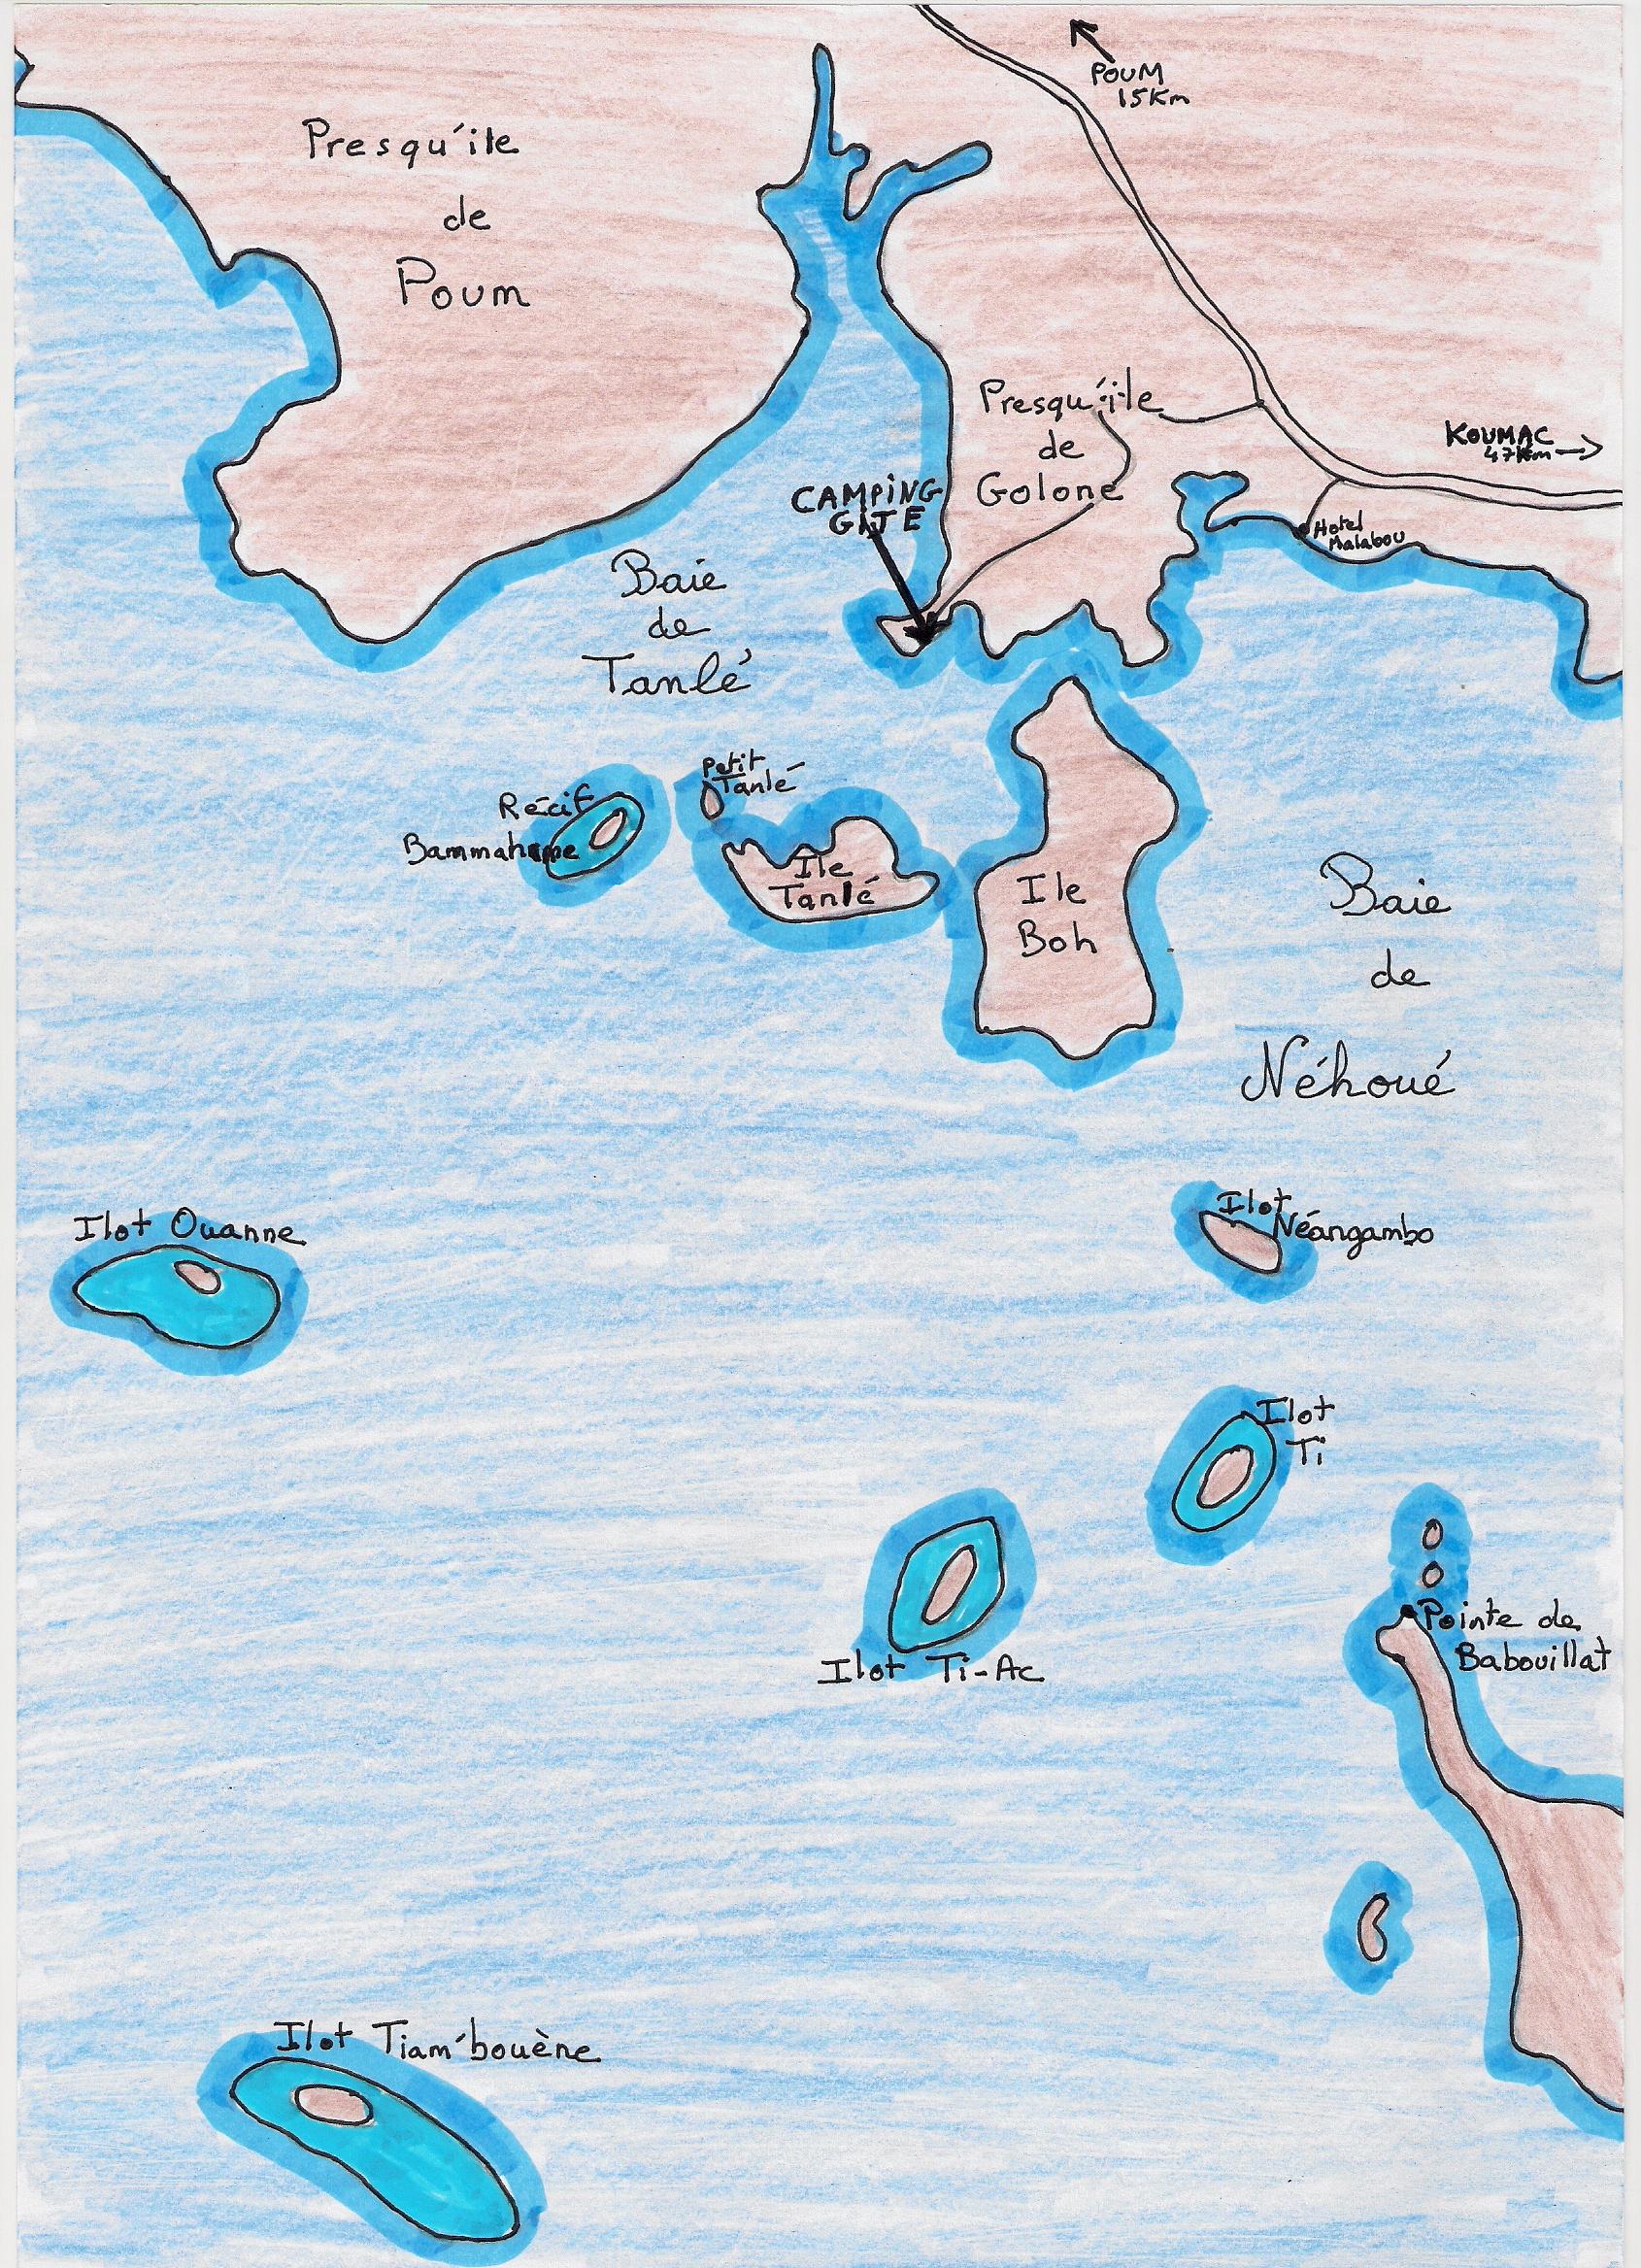 POUM
15Km
Presqu'ile
de
Poum
Presqu'île
de
Golone
KOUMAC
47Km
CAMPING
GITE
Hotel
Malabou
Baie
de
Tanlé
Petit
Tanlé
Récif
Ile
Tanlé
Ile
Boh
Baie
de
Néhoué
Ilot
Néangambo
Ilot Ouanne
Ilot
Ti
Ilot Ti-Ac
Pointe de
Babouillat
Ilot Tiam'bouène